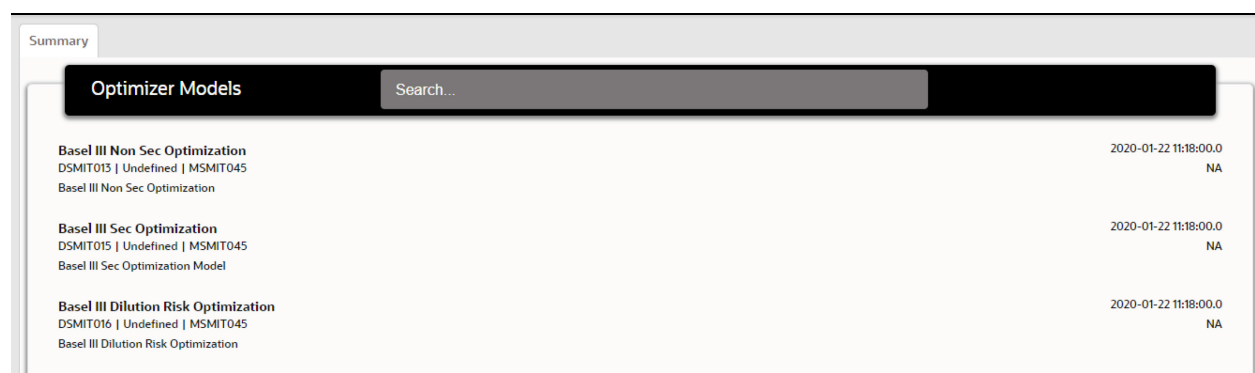 Summary
Optimizer Models
Search...
Basel III Non Sec Optimization
2020-01-22 11:18:00.0
DSMIT013 | Undefined | MSMIT045
NA
Basel III Non Sec Optimization
Basel III Sec Optimization
2020-01-22 11:18:00.0
DSMIT015 | Undefined | MSMIT045
NA
Basel III Sec Optimization Model
Basel III Dilution Risk Optimization
2020-01-22 11:18:00.0
DSMIT016 | Undefined | MSMIT045
NA
Basel III Dilution Risk Optimization